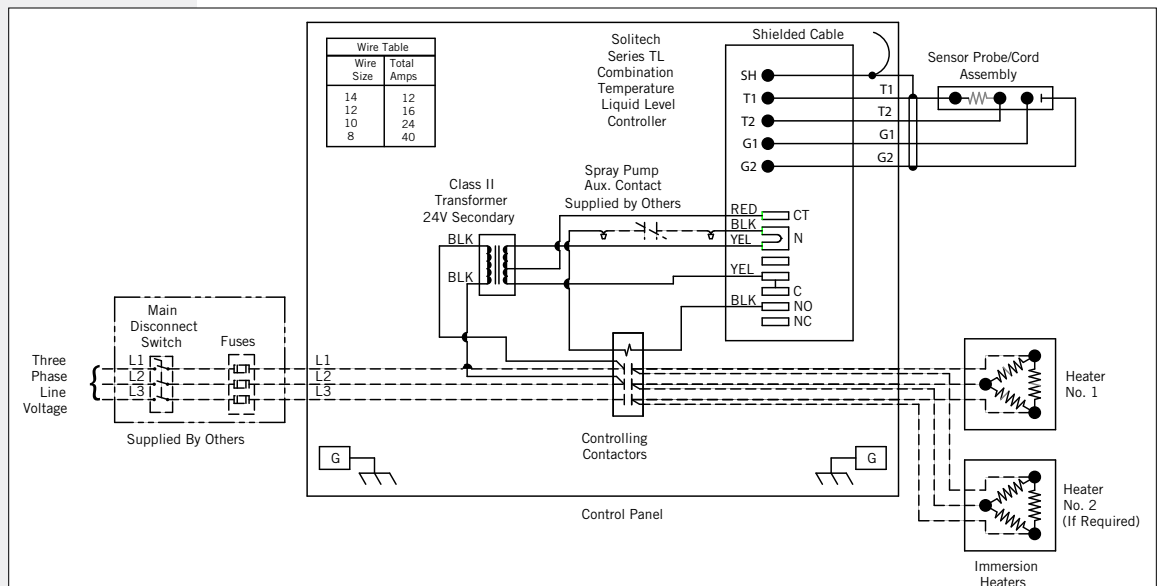 Wire Table
Wire Size
Total Amps
14 12
12 16
10 24
8 40
Solitech
Series TL
Combination
Temperature
Liquid Level
Controller
Shielded Cable
SH
T1
T2
G1
G2
T1
T2
G1
G2
Sensor Probe/Cord
Assembly
Class II
Transformer
24V Secondary
Spray Pump
Aux. Contact
Supplied by Others
BLK
BLK
RED
BLK
YEL
YEL
BLK
CT
N
C
NO
NC
Main
Disconnect
Switch
Fuses
Three
Phase
Line
Voltage
L1
L2
L3
L1
L2
L3
Supplied By Others
Controlling
Contactors
G
G
Control Panel
Heater
No. 1
Heater
No. 2
(If Required)
Immersion
Heaters